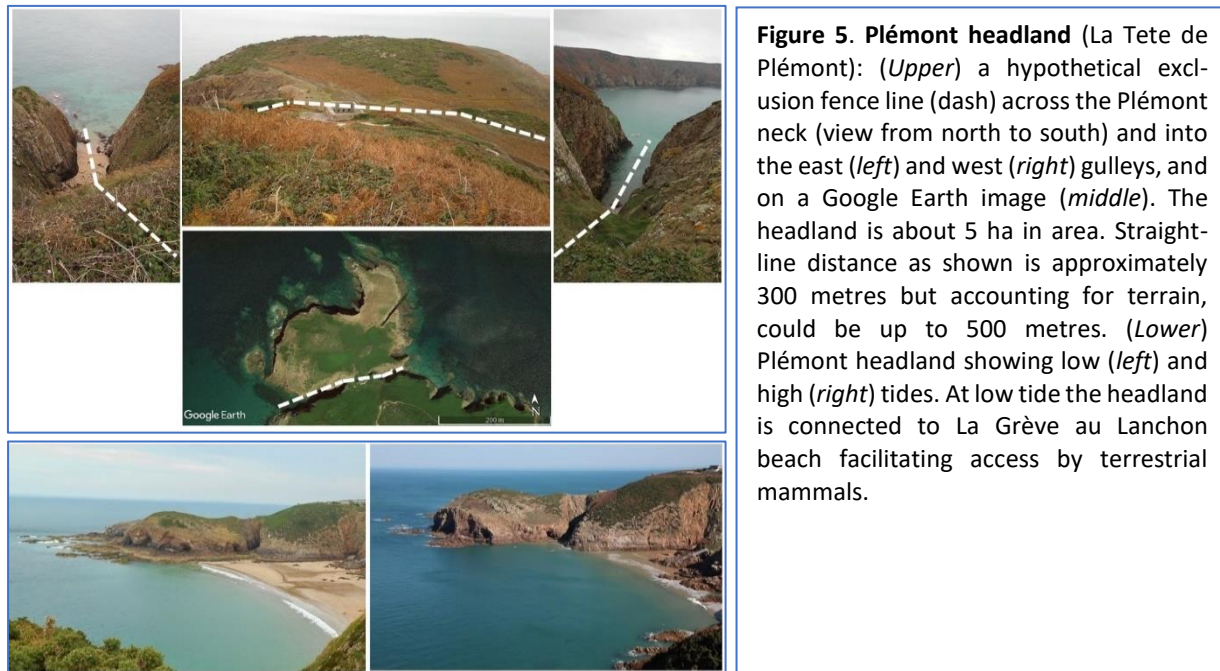 Figure 5. Plémont headland (La Tete de
Plémont): (Upper) a hypothetical excl-
usion fence line (dash) across the Plémont
neck (view from north to south) and into
the east (left) and west (right) gulleys, and
on a Google Earth image (middle). The
headland is about 5 ha in area. Straight-
line distance as shown is approximately
300 metres but accounting for terrain,
could be up to 500 metres. (Lower)
Plémont headland showing low (left) and
high (right) tides. At low tide the headland
is connected to La Grève au Lanchon
beach facilitating access by terrestrial
mammals.
Google Earth
200 m
N